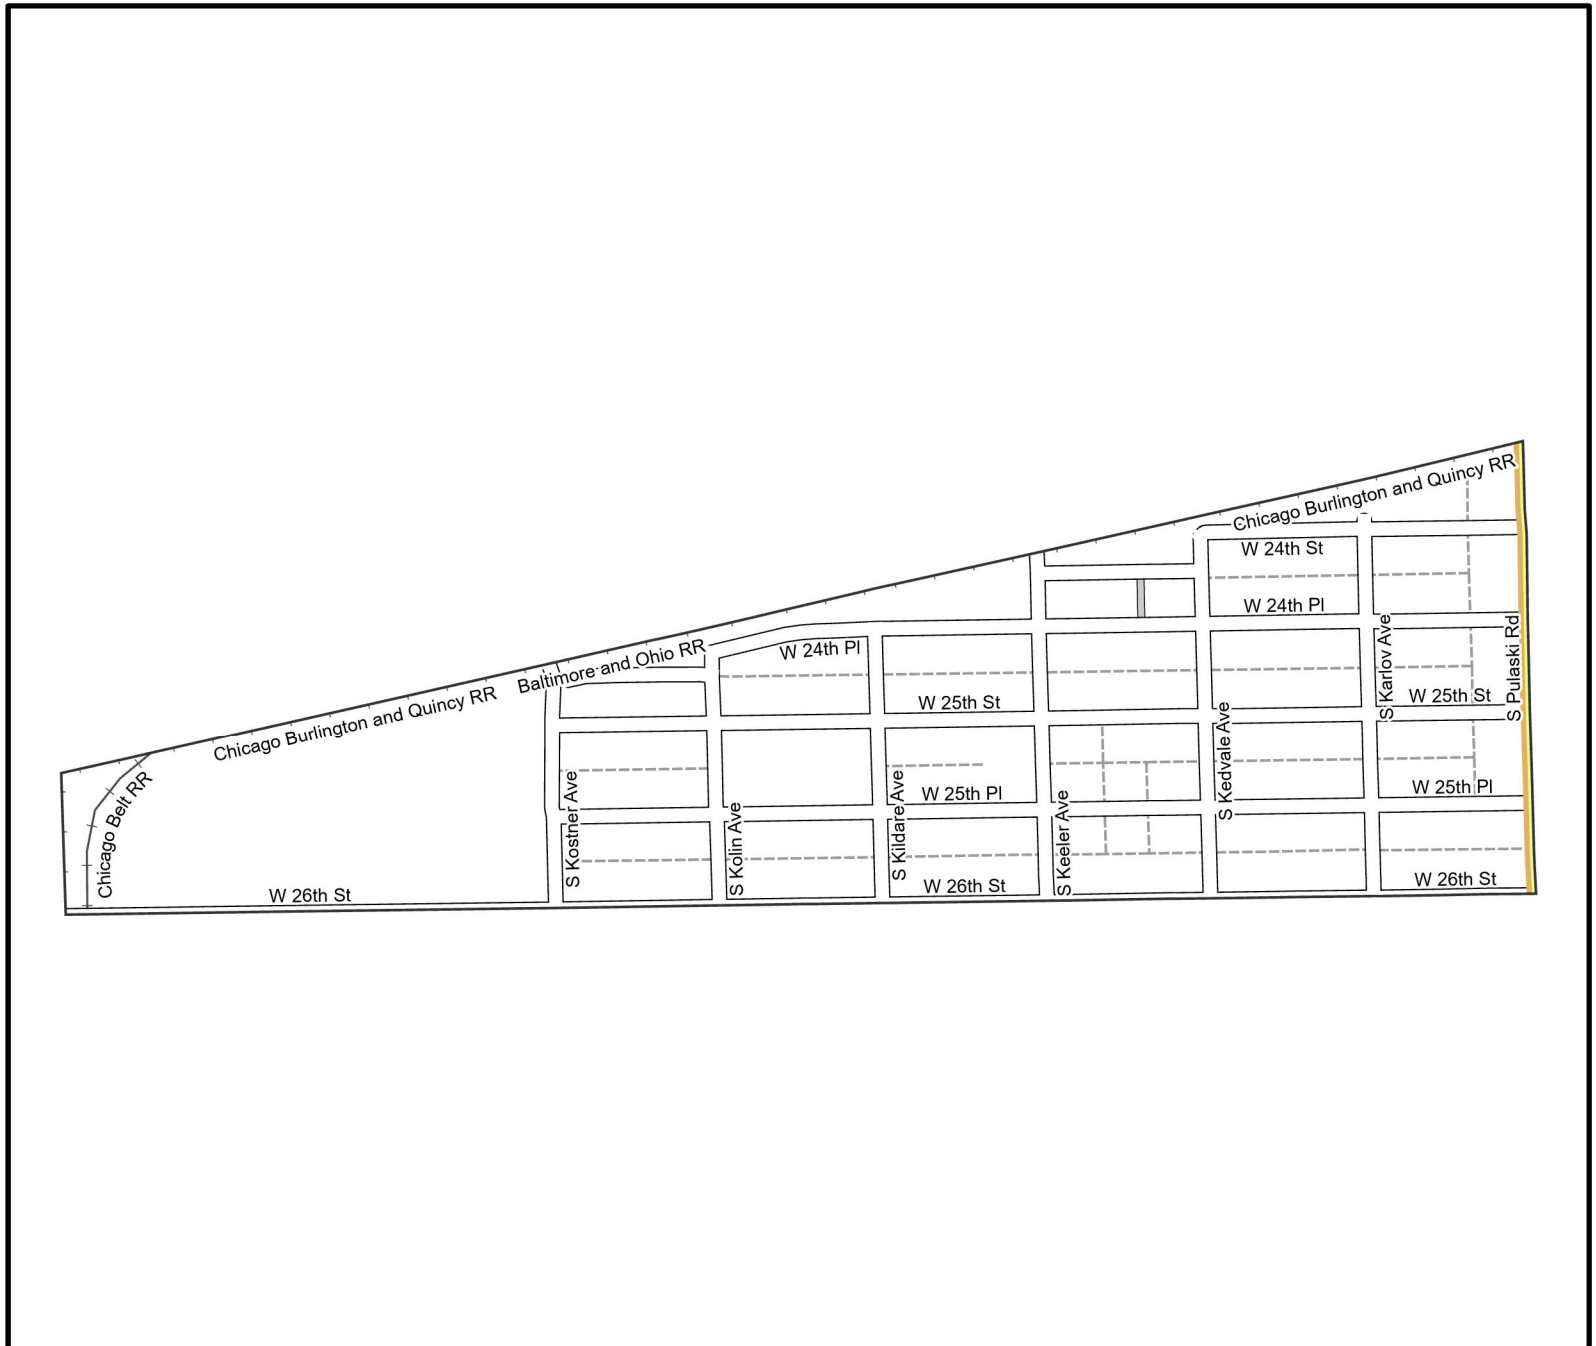 Chicago Burlington and Quincy RR
W 24th St
W 24th Pl
S Karlov Ave
S Pulaski Rd
Baltimore and Ohio RR
W 24th Pl
W 25th St
W 25th St
Chicago Burlington and Quincy RR
S Kedvale Ave
Chicago Belt RR
S Kostner Ave
S Kolin Ave
S Kildare Ave
W 25th Pl
S Keeler Ave
W 25th Pl
W 26th St
W 26th St
W 26th St